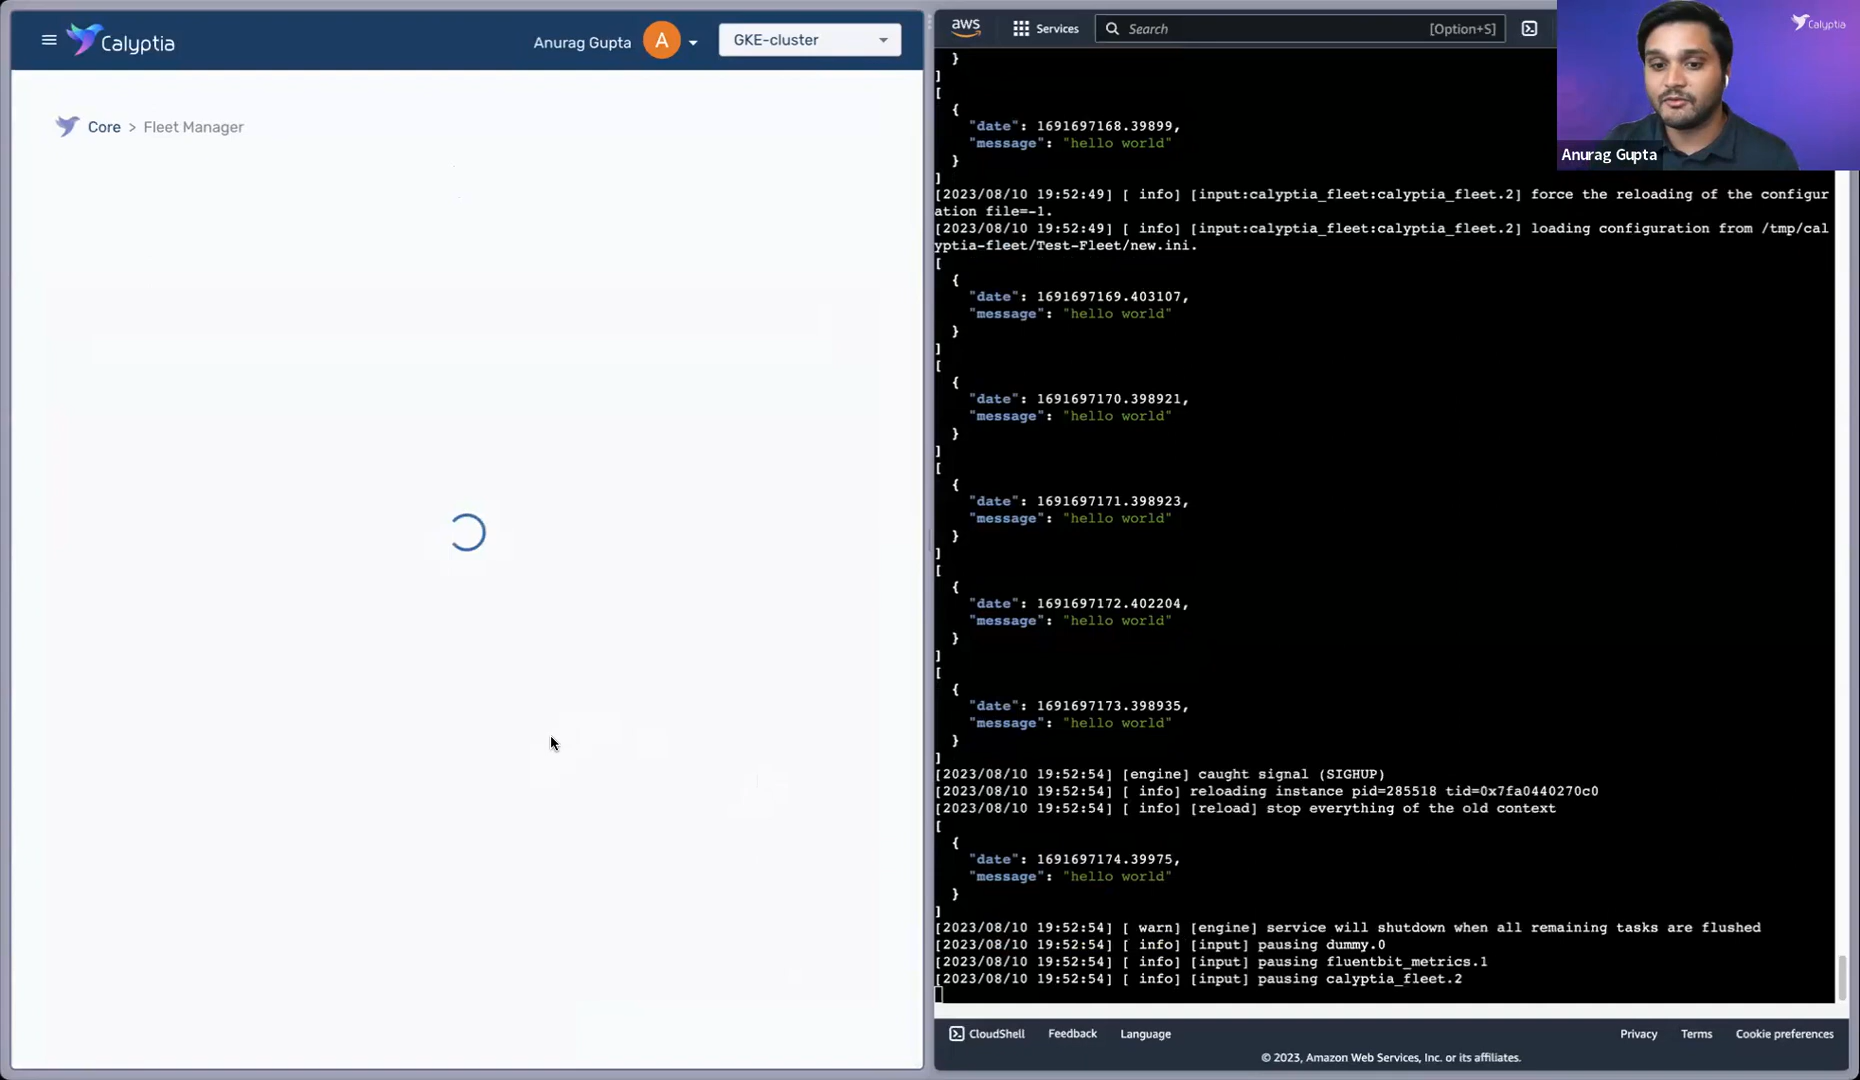 Calyptia
Anurag Gupta
A
GKE-cluster
Core > Fleet Manager
aws
Services
Search
[Option+S]
Calyptia
Anurag Gupta
}
]
[
{
"date": 1691697168.39899,
"message": "hello world"
}
]
[2023/08/10 19:52:49] [ info] [input:calyptia_fleet:calyptia_fleet.2] force the reloading of the configur
ation file=-1.
[2023/08/10 19:52:49] [ info] [input:calyptia_fleet:calyptia_fleet.2] loading configuration from /tmp/cal
yptia-fleet/Test-Fleet/new.ini.
[
{
"date": 1691697169.403107,
"message": "hello world"
}
]
[
{
"date": 1691697170.398921,
"message": "hello world"
}
]
[
{
"date": 1691697171.398923,
"message": "hello world"
}
]
[
{
"date": 1691697172.402204,
"message": "hello world"
}
]
[
{
"date": 1691697173.398935,
"message": "hello world"
}
]
[2023/08/10 19:52:54] [engine] caught signal (SIGHUP)
[2023/08/10 19:52:54] [ info] reloading instance pid=285518 tid=0x7fa0440270c0
[2023/08/10 19:52:54] [ info] [reload] stop everything of the old context
[
{
"date": 1691697174.39975,
"message": "hello world"
}
]
[2023/08/10 19:52:54] [ warn] [engine] service will shutdown when all remaining tasks are flushed
[2023/08/10 19:52:54] [ info] [input] pausing dummy.0
[2023/08/10 19:52:54] [ info] [input] pausing fluentbit_metrics.1
[2023/08/10 19:52:54] [ info] [input] pausing calyptia_fleet.2
CloudShell
Feedback
Language
Privacy
Terms
Cookie preferences
© 2023, Amazon Web Services, Inc. or its affiliates.